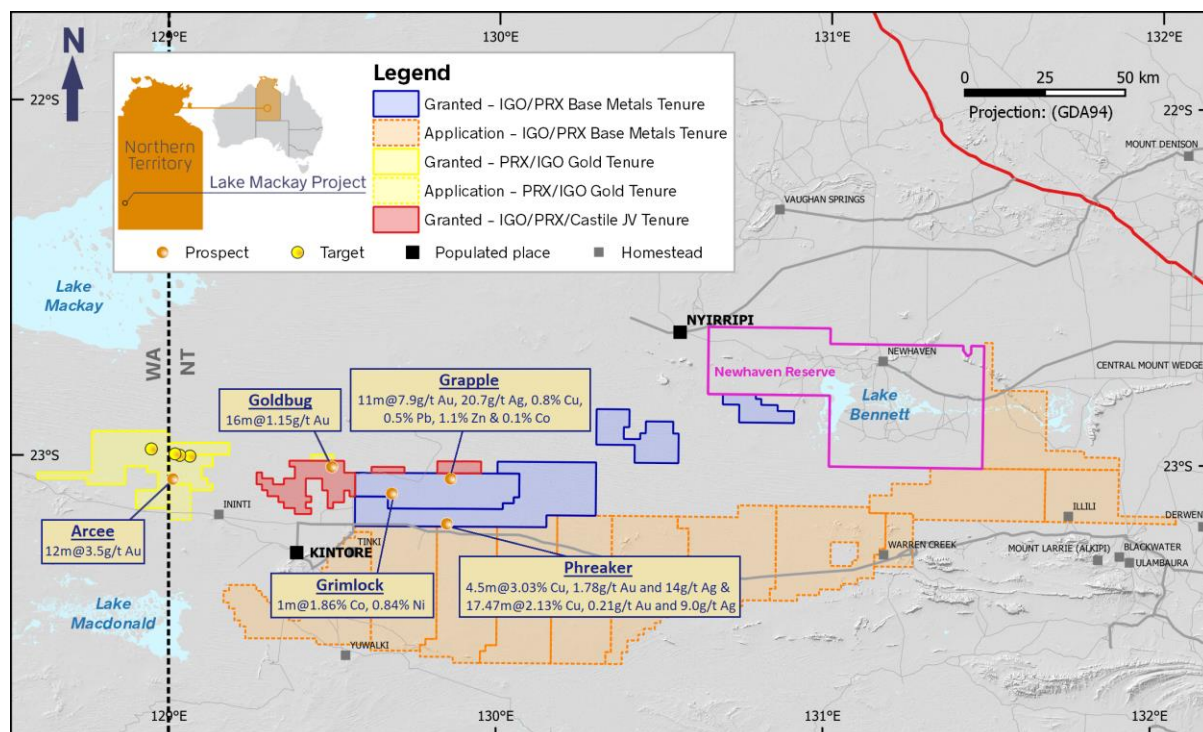 129°E
130°E
131°E
132°E
N
22°S
22°S
Legend
Granted – IGO/PRX Base Metals Tenure
Application – IGO/PRX Base Metals Tenure
Granted – PRX/IGO Gold Tenure
Application – PRX/IGO Gold Tenure
Granted – IGO/PRX/Castile JV Tenure
Northern
Territory
Lake Mackay Project
Prospect
Target
Populated place
Homestead
0 25 50 km
Projection: (GDA94)
MOUNT DENISON
VAUGHAN SPRINGS
Lake
Mackay
WA
NT
NYIRRIPI
Newhaven Reserve
NEWHAVEN
CENTRAL MOUNT WEDGE
Lake
Bennett
Goldbug
16m@1.15g/t Au
Grapple
11m@7.9g/t Au, 20.7g/t Ag, 0.8% Cu,
0.5% Pb, 1.1% Zn & 0.1% Co
23°S
23°S
Arcee
12m@3.5g/t Au
ININTI
KINTORE
TINKI
Grimlock
1m@1.86% Co, 0.84% Ni
Phreaker
4.5m@3.03% Cu, 1.78g/t Au and 14g/t Ag &
17.47m@2.13% Cu, 0.21g/t Au and 9.0g/t Ag
WARREN CREEK
ILLILI
DERWEN
MOUNT LARRIE (ALKIPI)
BLACKWATER
ULAMBAURA
Lake
Macdonald
YUWALKI
129°E
130°E
131°E
132°E